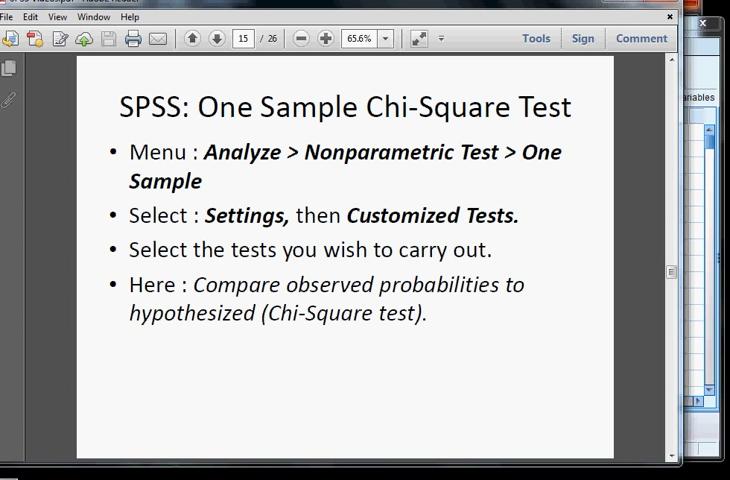 File Edit View Window Help
15 / 26 65.6% Tools Sign Comment
ariables
SPSS: One Sample Chi-Square Test
• Menu : Analyze > Nonparametric Test > One
Sample
• Select : Settings, then Customized Tests.
• Select the tests you wish to carry out.
• Here : Compare observed probabilities to
hypothesized (Chi-Square test).